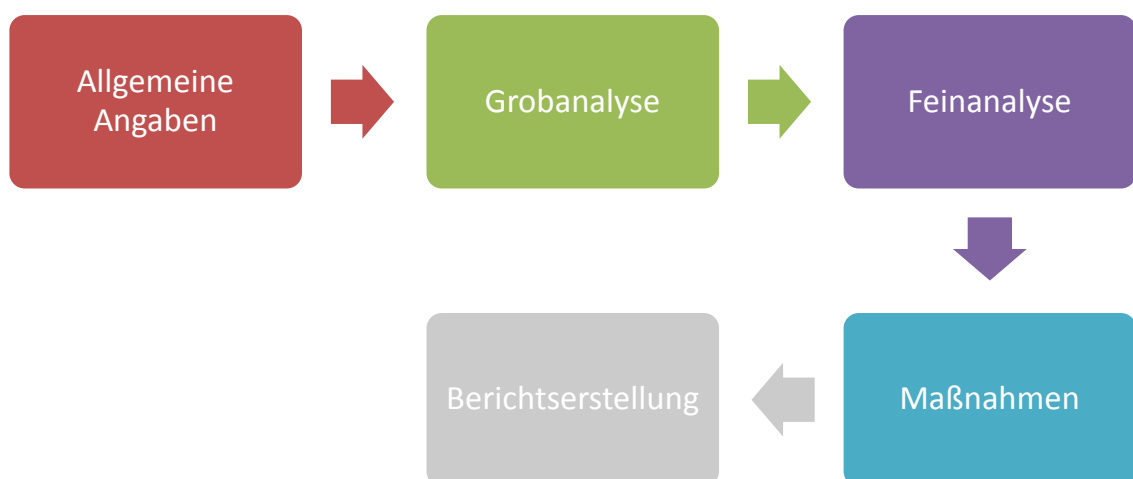 Allgemeine
Angaben
Grobanalyse
Feinanalyse
Maßnahmen
Berichtserstellung